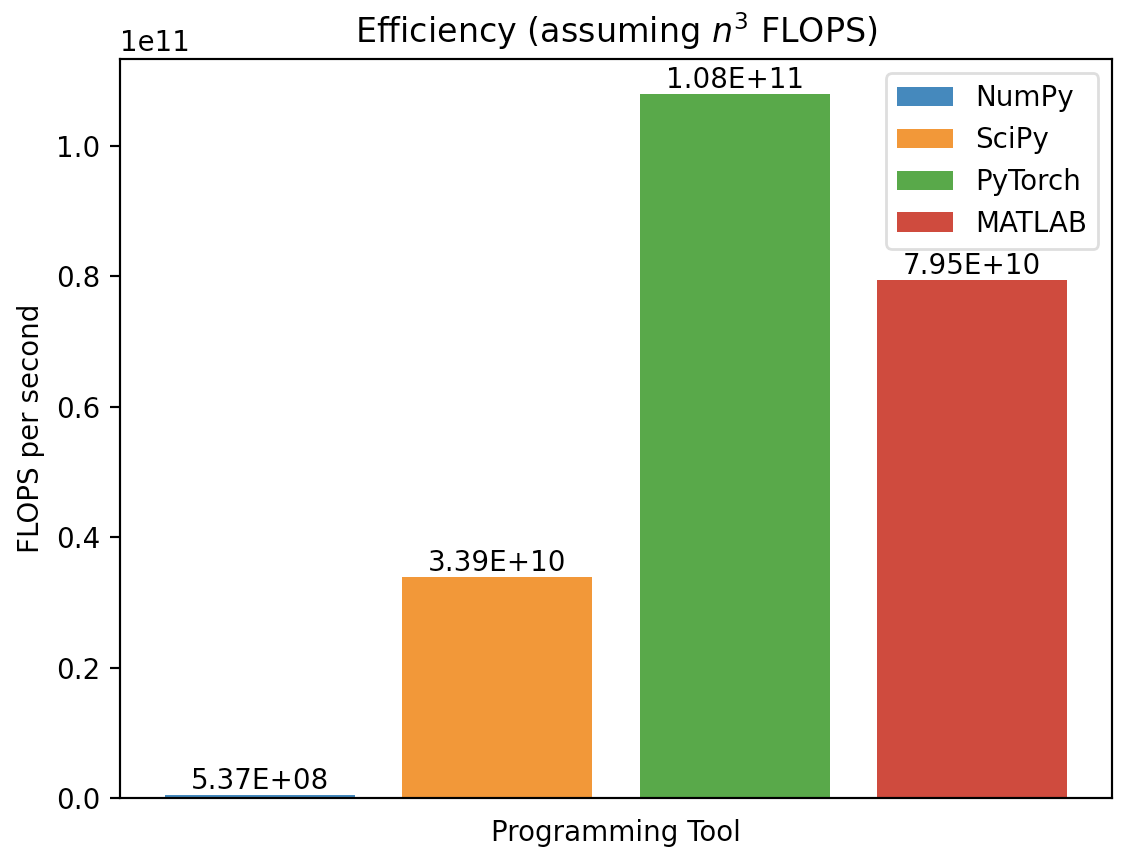 Efficiency (assuming n³ FLOPS)
1e11
1.08E+11
NumPy
SciPy
PyTorch
MATLAB
7.95E+10
3.39E+10
5.37E+08
1.0
0.8
0.6
0.4
0.2
0.0
FLOPS per second
Programming Tool